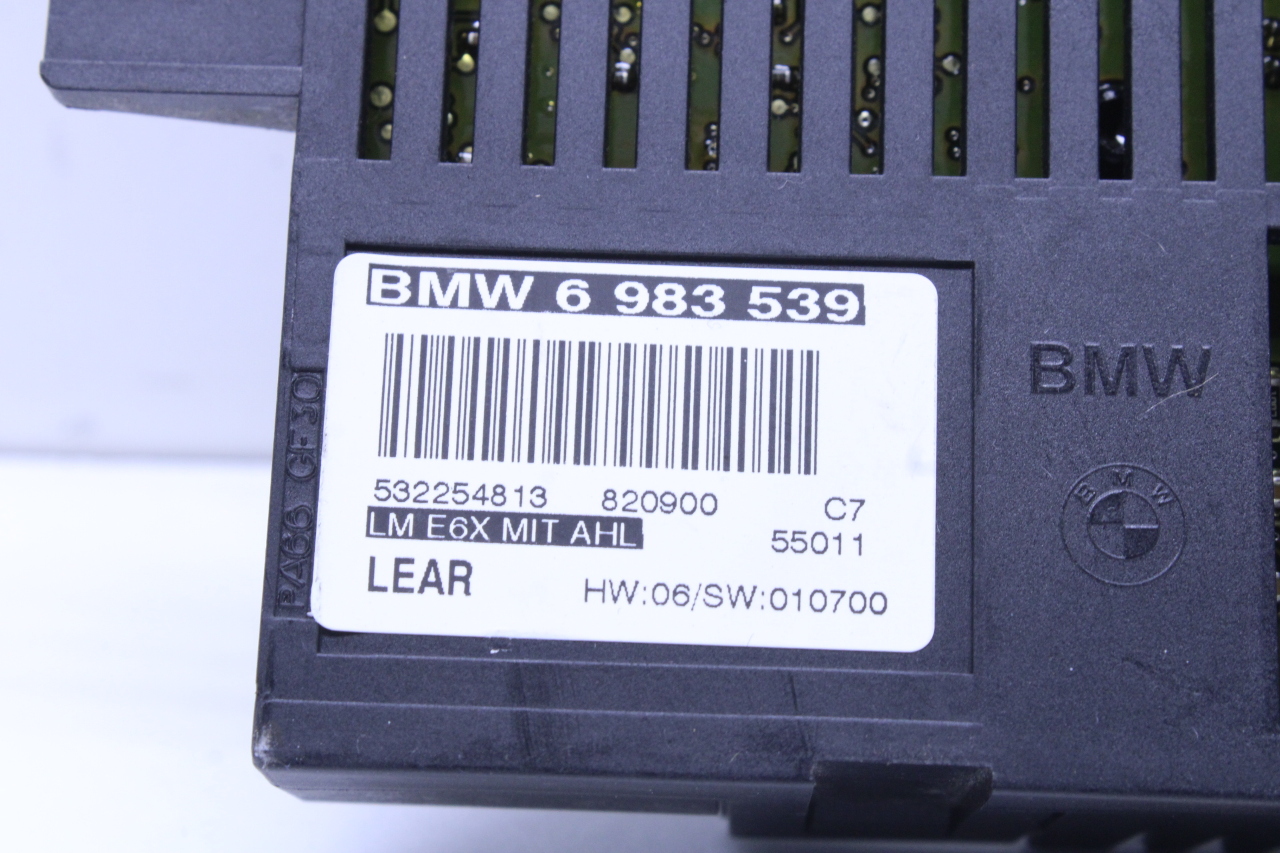 BMW 6 983 539
532254813 820900 C7
LM E6X MIT AHL 55011
LEAR HW:06/SW:010700
BMW
BMW
PA66 GF30